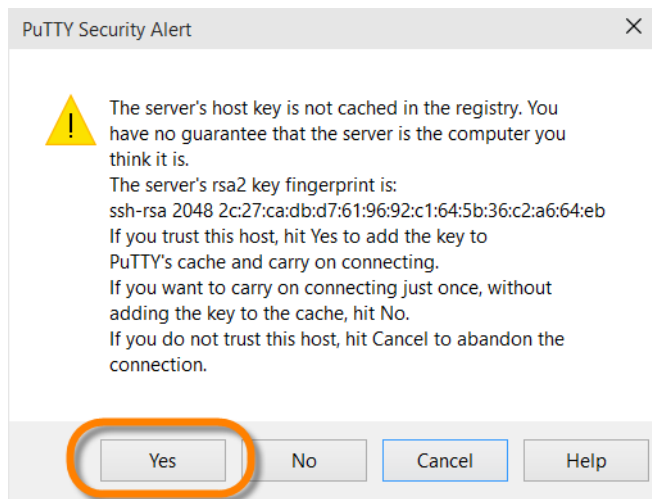 PuTTY Security Alert
The server's host key is not cached in the registry. You
have no guarantee that the server is the computer you
think it is.
The server's rsa2 key fingerprint is:
ssh-rsa 2048 2c:27:ca:db:d7:61:96:92:c1:64:5b:36:c2:a6:64:eb
If you trust this host, hit Yes to add the key to
PuTTY's cache and carry on connecting.
If you want to carry on connecting just once, without
adding the key to the cache, hit No.
If you do not trust this host, hit Cancel to abandon the
connection.
Yes No Cancel Help